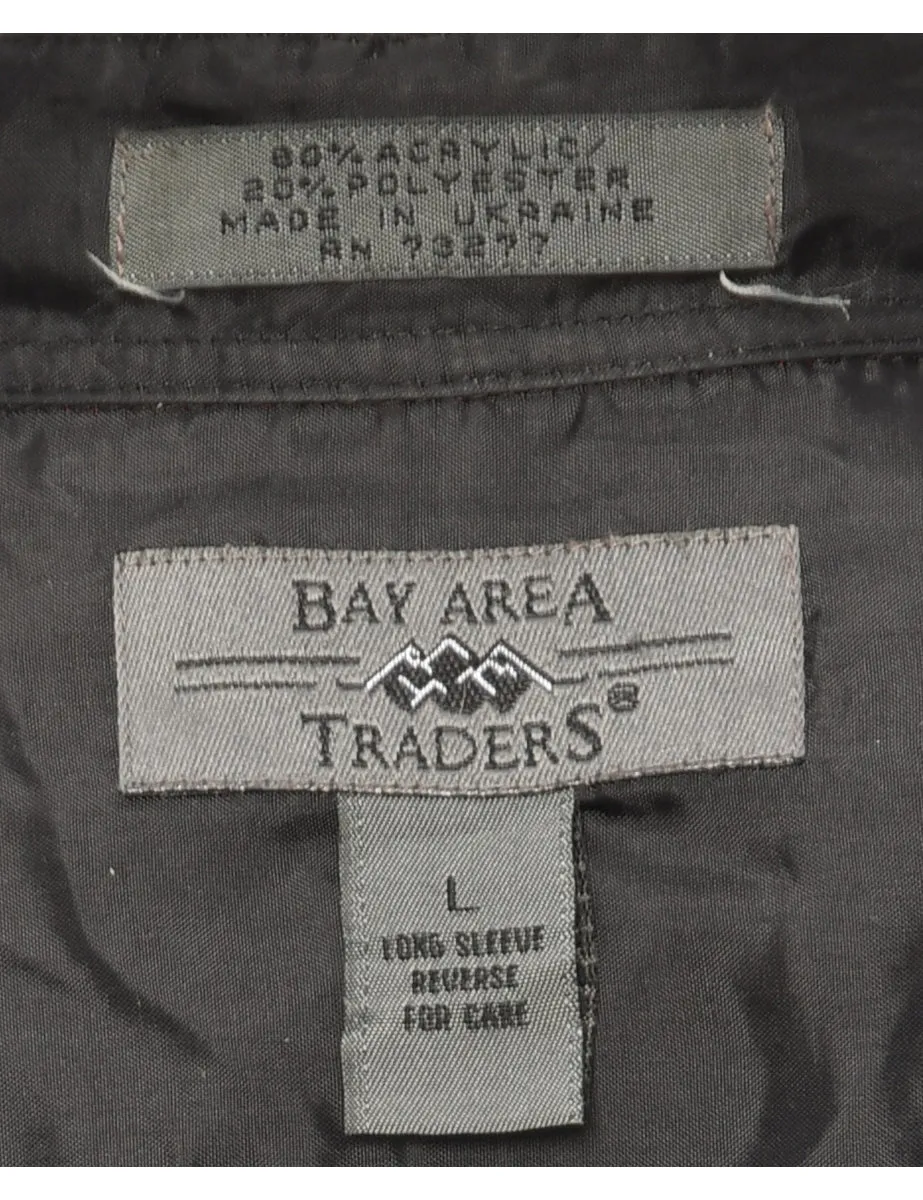 80% ACRYLIC/
20% POLYESTER
MADE IN UKRAINE
RN 73277
BAY AREA
TRADERS®
L
LONG SLEEVE
REVERSE
FOR CARE